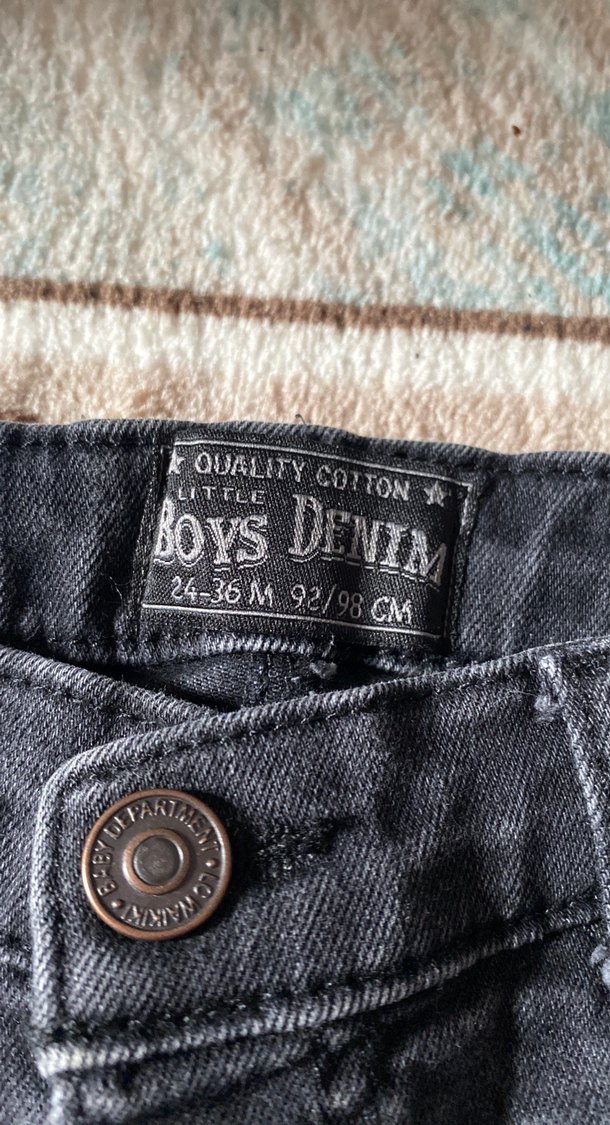 ★ QUALITY COTTON ★
LITTLE
BOYS DENIM
24-36 M 92/98 CM
BABY DEPARTMENT • LC WAIKIKI •